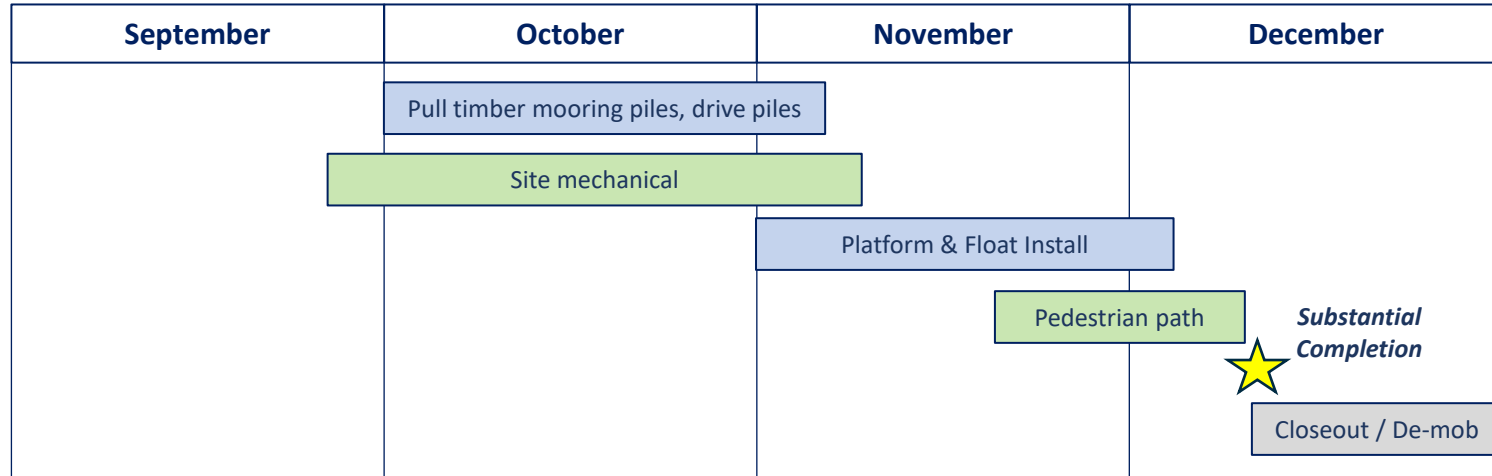 September
October
November
December
Pull timber mooring piles, drive piles
Site mechanical
Platform & Float Install
Pedestrian path
Substantial
Completion
Closeout / De-mob